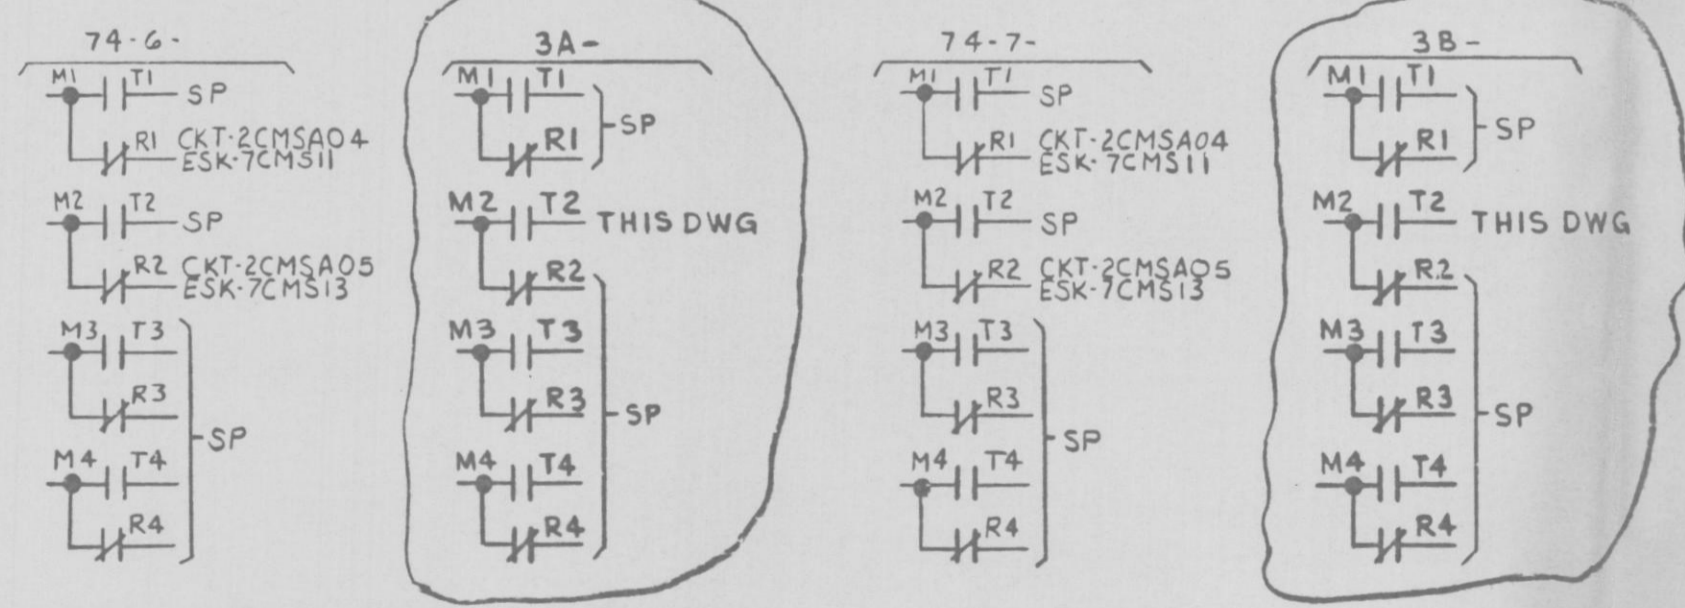 74-6-
M1 T1 SP
R1 CKT-2CMSA04
ESK-7CMS11
M2 T2 SP
R2 CKT-2CMSA05
ESK-7CMS13
M3 T3
R3
SP
M4 T4
R4
3A-
M1 T1
SP
R1
M2 T2 THIS DWG
R2
M3 T3
R3
SP
M4 T4
R4
74-7-
M1 T1 SP
R1 CKT-2CMSA04
ESK-7CMS11
M2 T2 SP
R2 CKT-2CMSA05
ESK-7CMS13
M3 T3
R3
SP
M4 T4
R4
3B-
M1 T1
SP
R1
M2 T2 THIS DWG
R2
M3 T3
R3
SP
M4 T4
R4